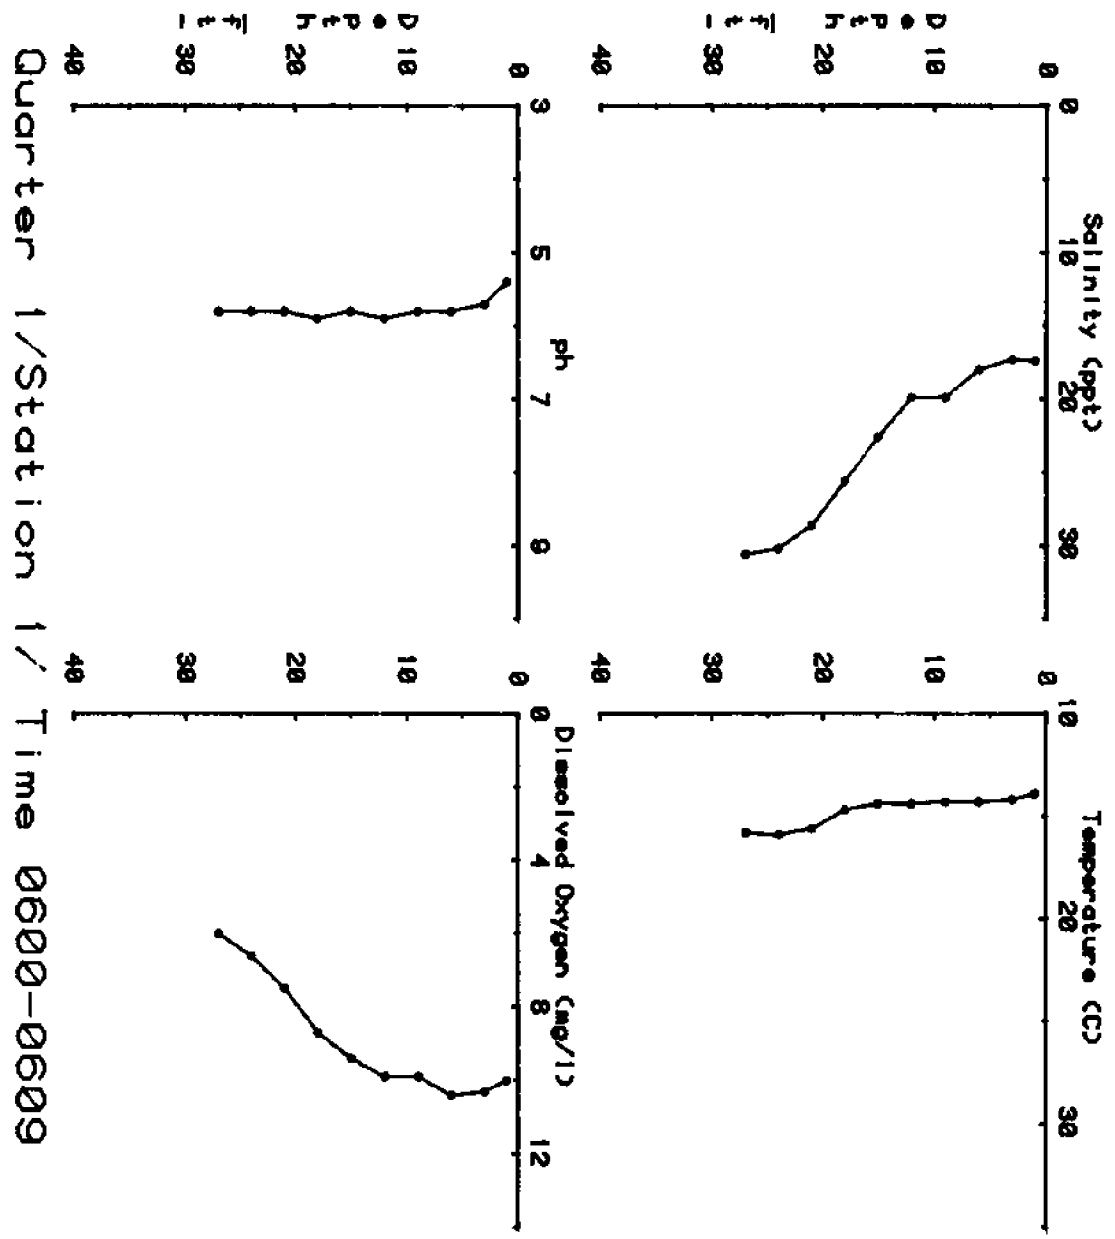 Salinity (ppt)
0 10 20 30
0
10
20
30
40
Depth - ft
Temperature (C)
10 20 30
0
10
20
30
40
ph
3 5 7 9
0
10
20
30
40
Depth - ft
Dissolved Oxygen (mg/l)
0 4 8 12
0
10
20
30
40
Quarter 1/Station 1/ Time 0600-0609